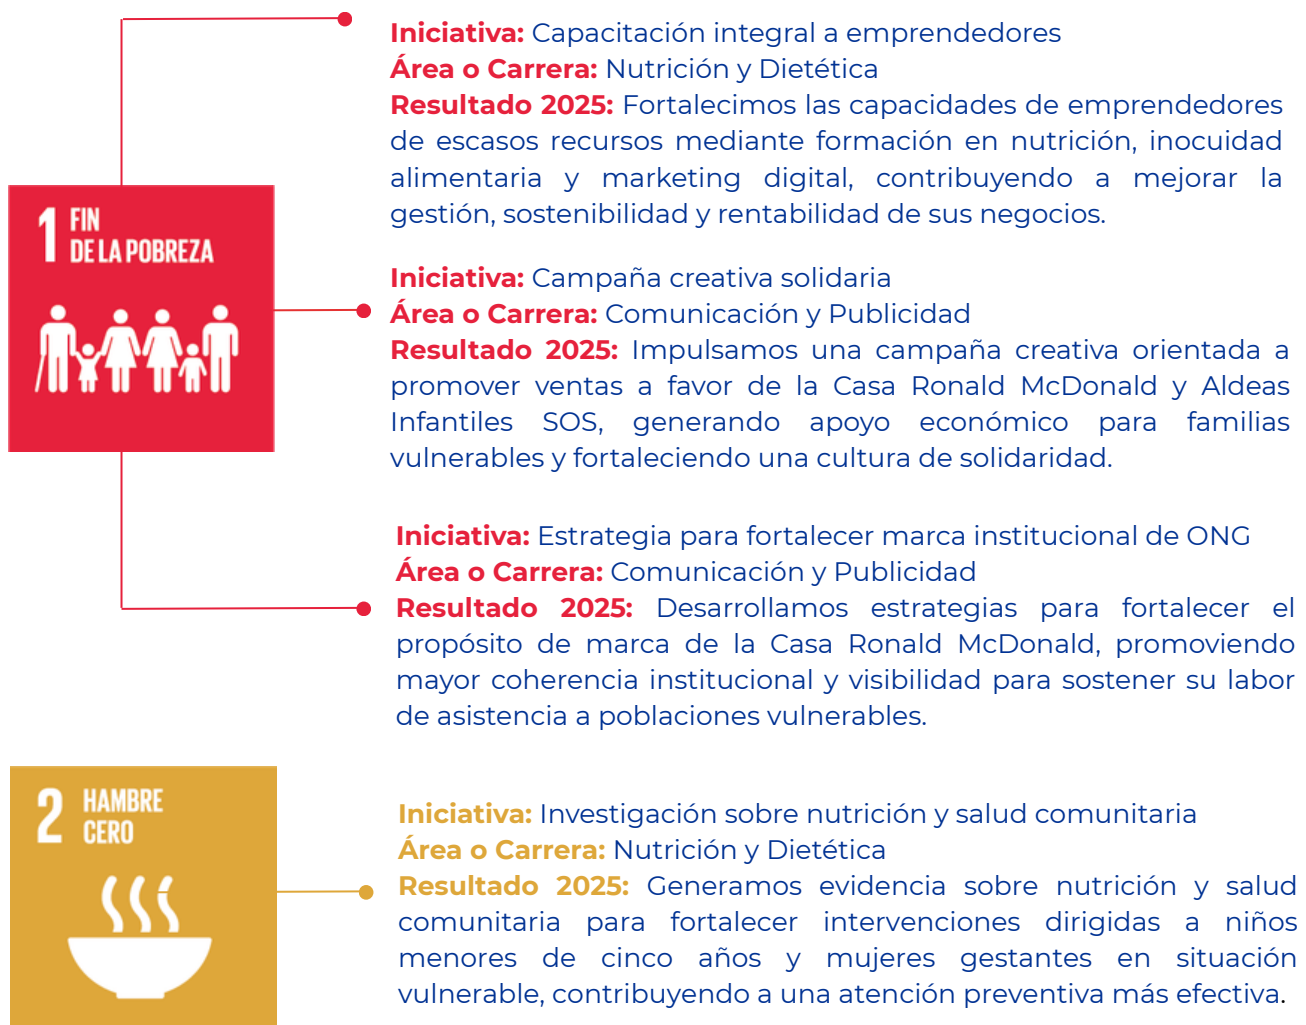 Iniciativa: Capacitación integral a emprendedores
Área o Carrera: Nutrición y Dietética
Resultado 2025: Fortalecimos las capacidades de emprendedores
de escasos recursos mediante formación en nutrición, inocuidad
alimentaria y marketing digital, contribuyendo a mejorar la
gestión, sostenibilidad y rentabilidad de sus negocios.
1 FIN
DE LA POBREZA
Iniciativa: Campaña creativa solidaria
Área o Carrera: Comunicación y Publicidad
Resultado 2025: Impulsamos una campaña creativa orientada a
promover ventas a favor de la Casa Ronald McDonald y Aldeas
Infantiles SOS, generando apoyo económico para familias
vulnerables y fortaleciendo una cultura de solidaridad.
Iniciativa: Estrategia para fortalecer marca institucional de ONG
Área o Carrera: Comunicación y Publicidad
Resultado 2025: Desarrollamos estrategias para fortalecer el
propósito de marca de la Casa Ronald McDonald, promoviendo
mayor coherencia institucional y visibilidad para sostener su labor
de asistencia a poblaciones vulnerables.
2 HAMBRE
CERO
Iniciativa: Investigación sobre nutrición y salud comunitaria
Área o Carrera: Nutrición y Dietética
Resultado 2025: Generamos evidencia sobre nutrición y salud
comunitaria para fortalecer intervenciones dirigidas a niños
menores de cinco años y mujeres gestantes en situación
vulnerable, contribuyendo a una atención preventiva más efectiva.